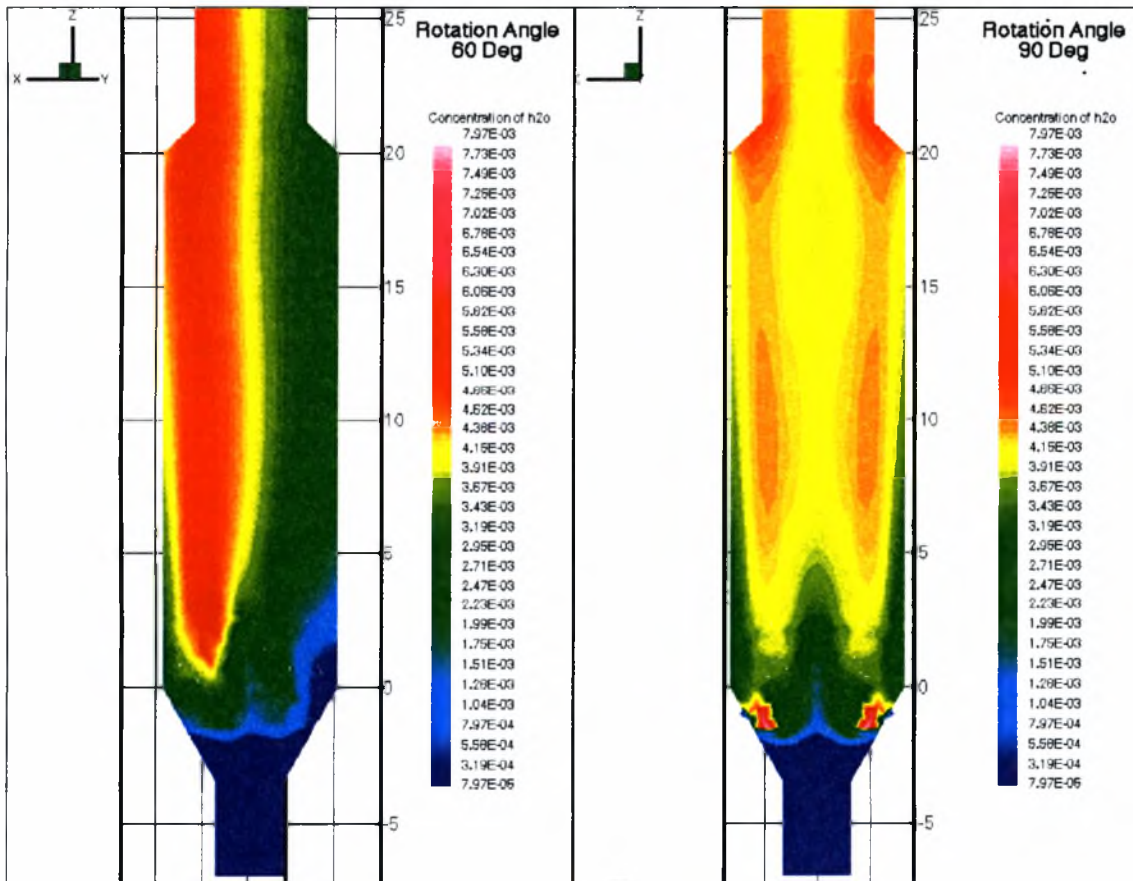 Z
X Y
25
20
15
10
5
0
-5
Rotation Angle
60 Deg
Concentration of h2o
7.97E-03
7.73E-03
7.49E-03
7.25E-03
7.02E-03
6.78E-03
6.54E-03
6.30E-03
6.06E-03
5.82E-03
5.58E-03
5.34E-03
5.10E-03
4.86E-03
4.62E-03
4.38E-03
4.15E-03
3.91E-03
3.67E-03
3.43E-03
3.19E-03
2.95E-03
2.71E-03
2.47E-03
2.23E-03
1.99E-03
1.75E-03
1.51E-03
1.28E-03
1.04E-03
7.97E-04
5.58E-04
3.19E-04
7.97E-05
Z
25
20
15
10
5
0
-5
Rotation Angle
90 Deg
Concentration of h2o
7.97E-03
7.73E-03
7.49E-03
7.25E-03
7.02E-03
6.78E-03
6.54E-03
6.30E-03
6.06E-03
5.82E-03
5.58E-03
5.34E-03
5.10E-03
4.86E-03
4.62E-03
4.38E-03
4.15E-03
3.91E-03
3.67E-03
3.43E-03
3.19E-03
2.95E-03
2.71E-03
2.47E-03
2.23E-03
1.99E-03
1.75E-03
1.51E-03
1.28E-03
1.04E-03
7.97E-04
5.58E-04
3.19E-04
7.97E-05